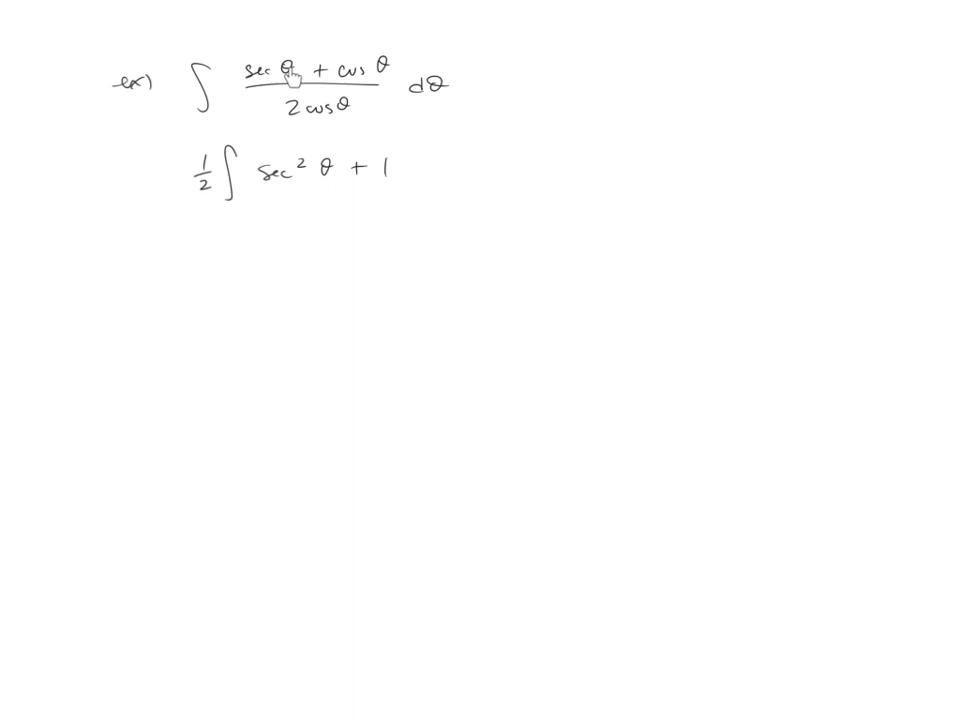 ex) ∫ (sec θ + cos θ)/(2 cos θ) dθ
1/2 ∫ sec² θ + 1